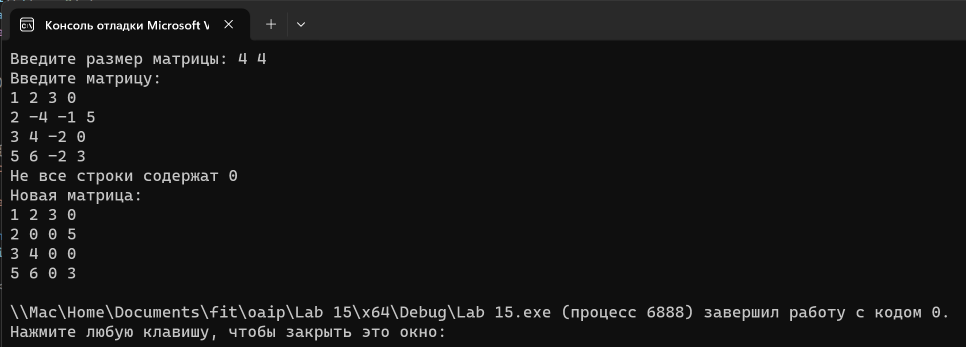 Консоль отладки Microsoft V
Введите размер матрицы: 4 4
Введите матрицу:
1 2 3 0
2 -4 -1 5
3 4 -2 0
5 6 -2 3
Не все строки содержат 0
Новая матрица:
1 2 3 0
2 0 0 5
3 4 0 0
5 6 0 3
\\Mac\Home\Documents\fit\oaip\Lab 15\x64\Debug\Lab 15.exe (процесс 6888) завершил работу с кодом 0.
Нажмите любую клавишу, чтобы закрыть это окно: